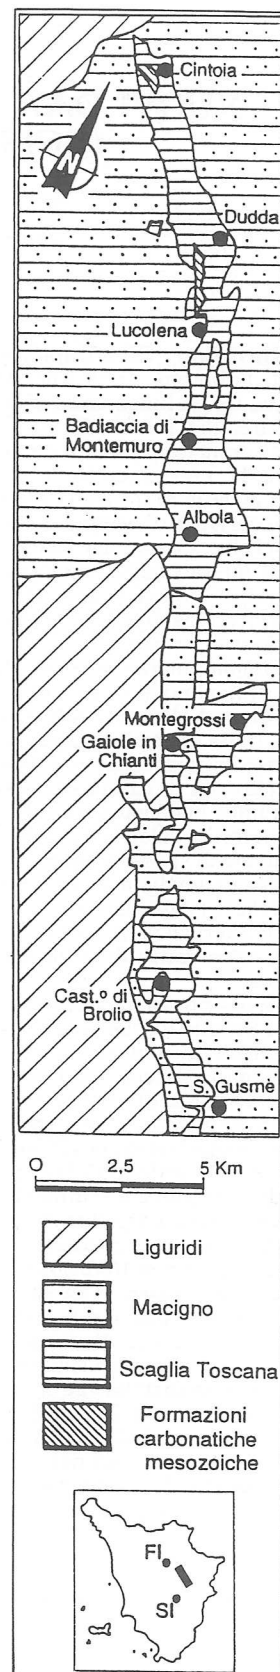 Cintoia
N
Dudda
Lucolena
Badiaccia di
Montemuro
Albola
Montegrossi
Gaiole in
Chianti
Cast.º di
Brolio
S. Gusmè
O 2,5 5 Km
Liguridi
Macigno
Scaglia Toscana
Formazioni
carbonatiche
mesozoiche
FI
SI